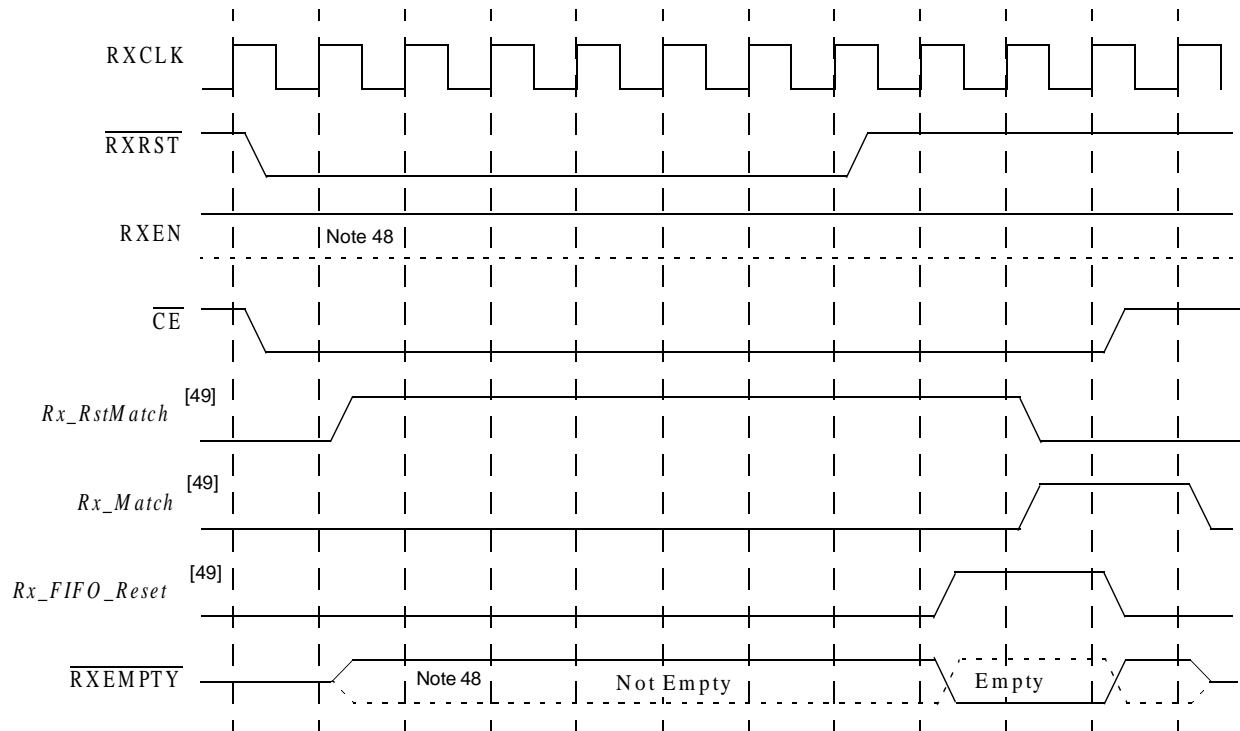 RXCLK
RXRST
RXEN
Note 48
CE
Rx_RstMatch [49]
Rx_Match [49]
Rx_FIFO_Reset [49]
RXEMPTY
Note 48
Not Empty
Empty